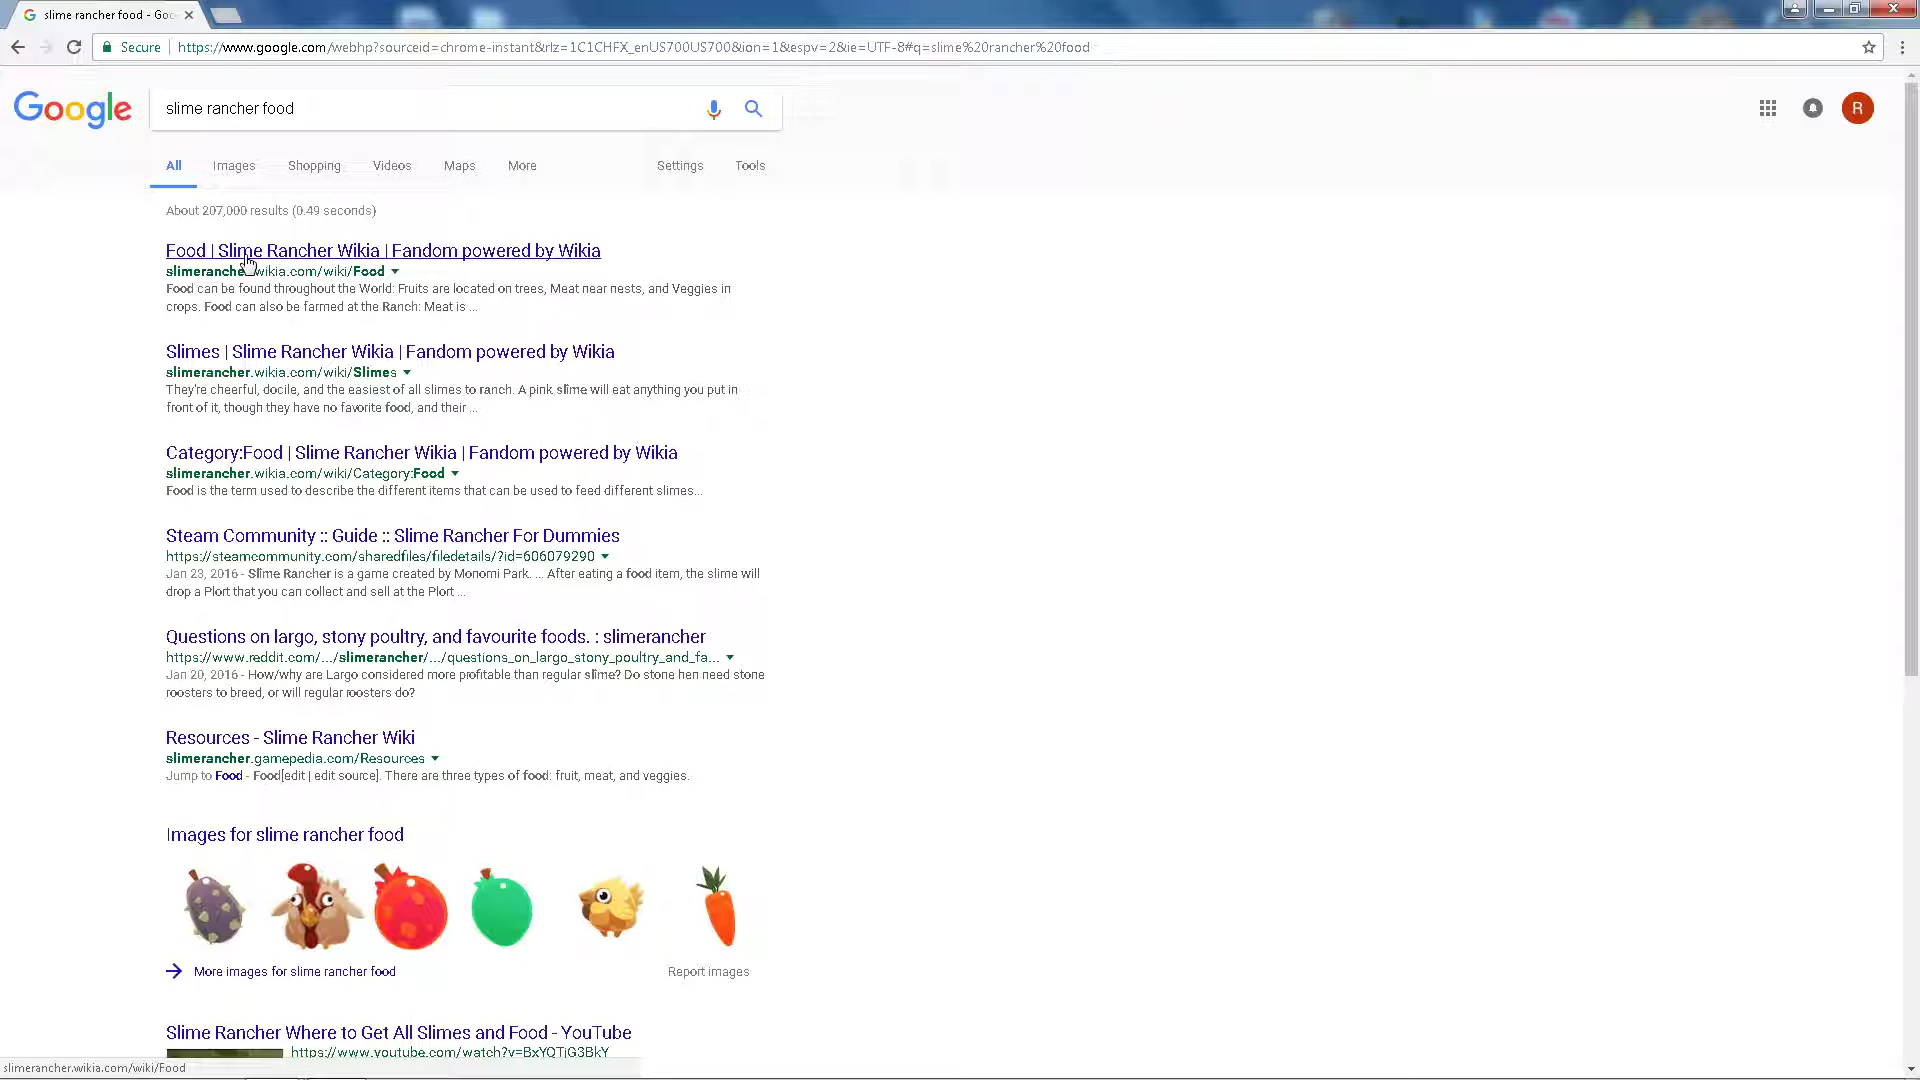 slime rancher food - Goo
Secure https://www.google.com/webhp?sourceid=chrome-instant&rlz=1C1CHFX_enUS700US700&ion=1&espv=2&ie=UTF-8#q=slime%20rancher%20food
Google slime rancher food R
All Images Shopping Videos Maps More Settings Tools
About 207,000 results (0.49 seconds)
Food | Slime Rancher Wikia | Fandom powered by Wikia
slimerancher.wikia.com/wiki/Food
Food can be found throughout the World: Fruits are located on trees, Meat near nests, and Veggies in
crops. Food can also be farmed at the Ranch: Meat is ...
Slimes | Slime Rancher Wikia | Fandom powered by Wikia
slimerancher.wikia.com/wiki/Slimes
They're cheerful, docile, and the easiest of all slimes to ranch. A pink slime will eat anything you put in
front of it, though they have no favorite food, and their ...
Category:Food | Slime Rancher Wikia | Fandom powered by Wikia
slimerancher.wikia.com/wiki/Category:Food
Food is the term used to describe the different items that can be used to feed different slimes...
Steam Community :: Guide :: Slime Rancher For Dummies
https://steamcommunity.com/sharedfiles/filedetails/?id=606079290
Jan 23, 2016 - Slime Rancher is a game created by Monomi Park. ... After eating a food item, the slime will
drop a Plort that you can collect and sell at the Plort ...
Questions on largo, stony poultry, and favourite foods. : slimerancher
https://www.reddit.com/.../slimerancher/.../questions_on_largo_stony_poultry_and_fa...
Jan 20, 2016 - How/why are Largo considered more profitable than regular slime? Do stone hen need stone
roosters to breed, or will regular roosters do?
Resources - Slime Rancher Wiki
slimerancher.gamepedia.com/Resources
Jump to Food - Food[edit | edit source]. There are three types of food: fruit, meat, and veggies.
Images for slime rancher food
More images for slime rancher food Report images
Slime Rancher Where to Get All Slimes and Food - YouTube
https://www.youtube.com/watch?v=BxYQTjG3BkY
slimerancher.wikia.com/wiki/Food